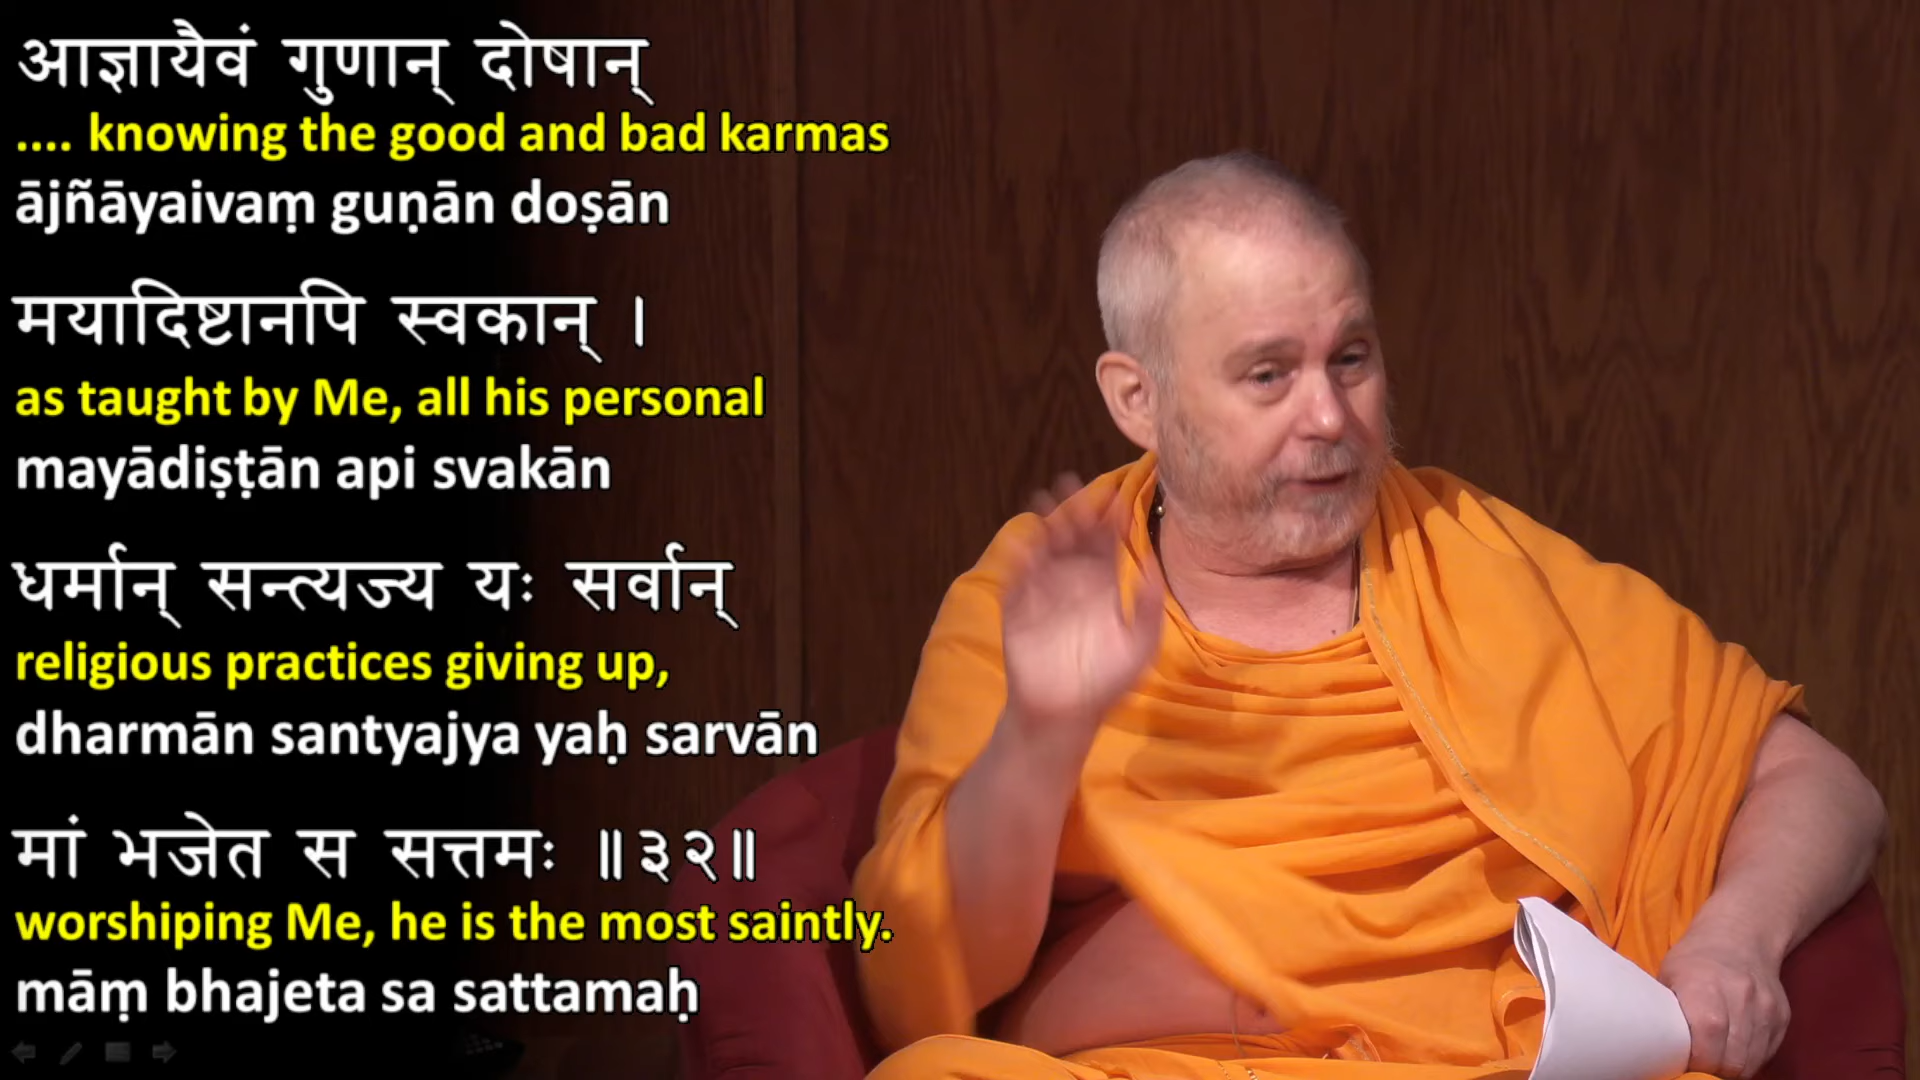 आज्ञायैवं गुणान् दोषान्
.... knowing the good and bad karmas
ājñāyaivaṃ guṇān doṣān
मयादिष्टानपि स्वकान् ।
as taught by Me, all his personal
mayādiṣṭān api svakān
धर्मान् सन्त्यज्य यः सर्वान्
religious practices giving up,
dharmān santyajya yaḥ sarvān
मां भजेत स सत्तमः ॥३२॥
worshiping Me, he is the most saintly.
māṃ bhajeta sa sattamaḥ